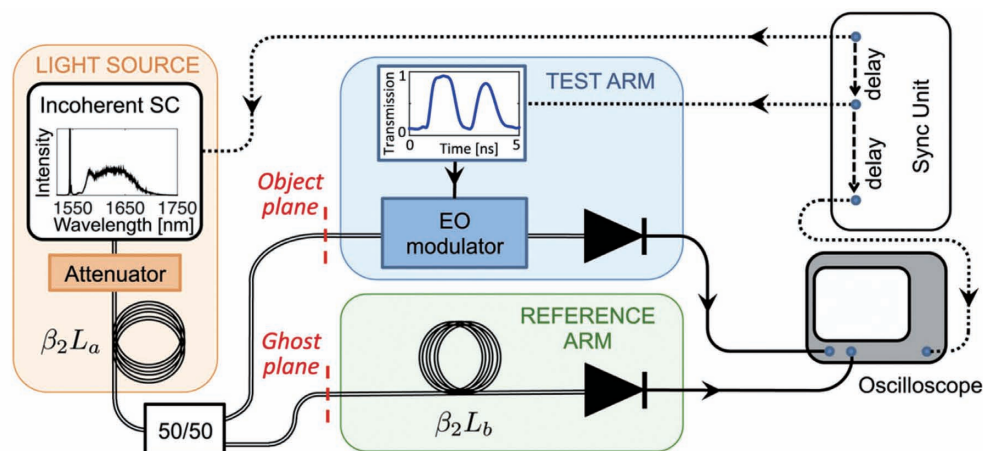 LIGHT SOURCE
Incoherent SC
Intensity
1550 1650 1750
Wavelength [nm]
Attenuator
β₂Lₐ
50/50
Object
plane
Ghost
plane
TEST ARM
Transmission
1
0
0 Time [ns] 5
EO
modulator
REFERENCE
ARM
β₂L_b
delay
delay
Sync Unit
Oscilloscope